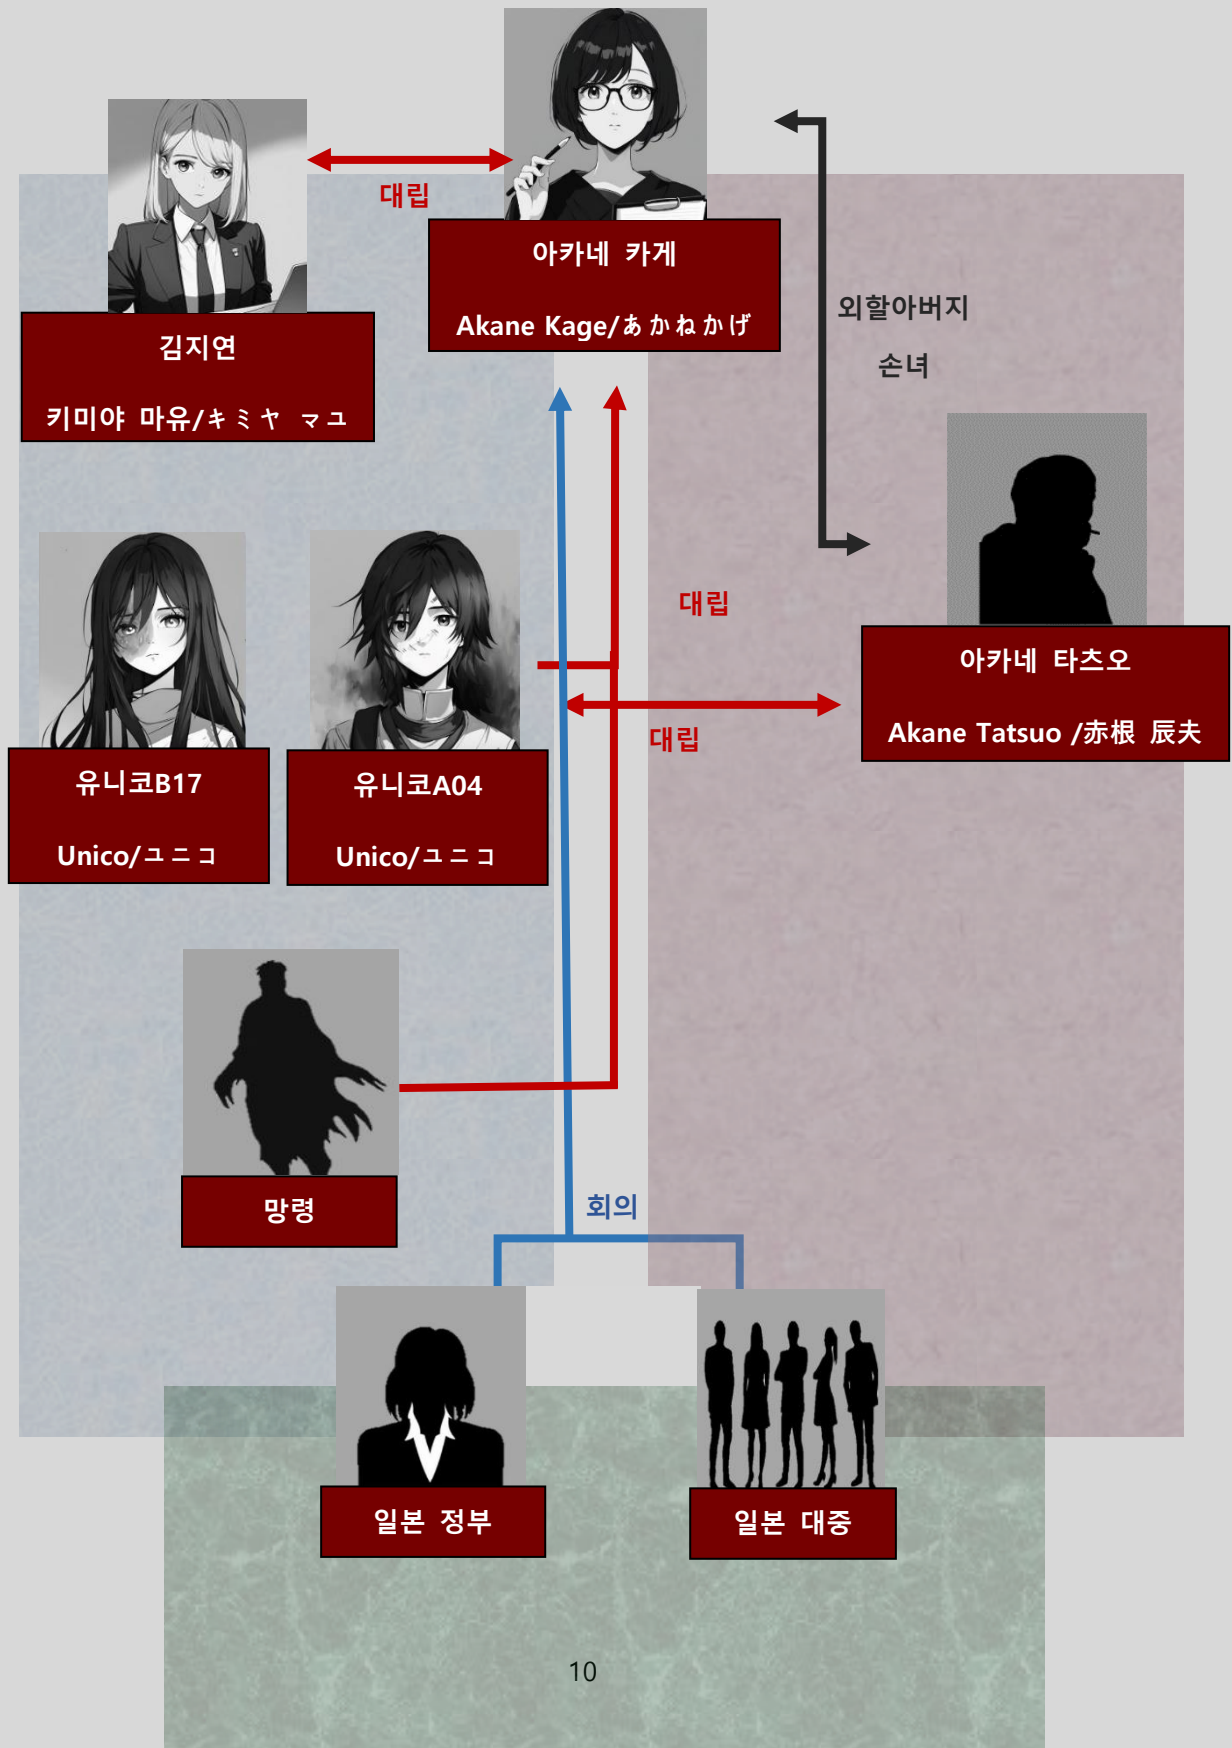 대립
아카네 카게
Akane Kage/あかねかげ
외할아버지
손녀
김지연
키미야 마유/キミヤ マユ
대립
아카네 타츠오
Akane Tatsuo /赤根 辰夫
대립
유니코B17
Unico/ユニコ
유니코A04
Unico/ユニコ
망령
회의
일본 정부
일본 대중
10